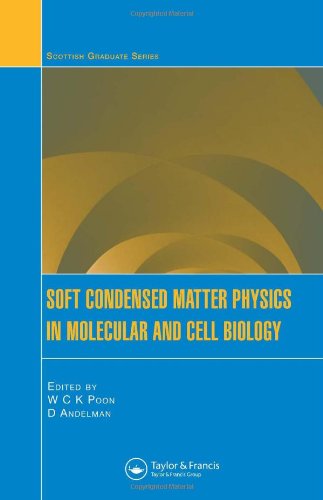 SCOTTISH GRADUATE SERIES
SOFT CONDENSED MATTER PHYSICS
IN MOLECULAR AND CELL BIOLOGY
EDITED BY
W C K POON
D ANDELMAN
Taylor & Francis
Taylor & Francis Group